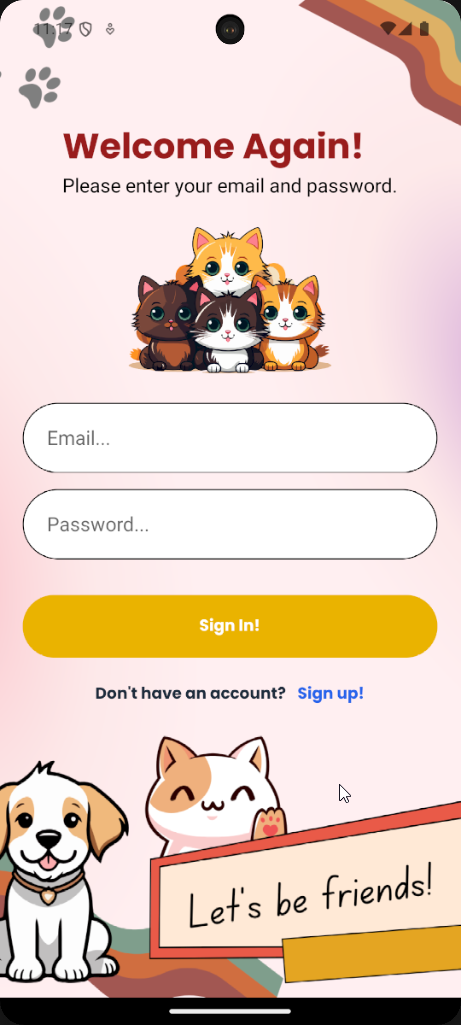 11:17
Welcome Again!
Please enter your email and password.
Email...
Password...
Sign In!
Don't have an account? Sign up!
Let's be friends!